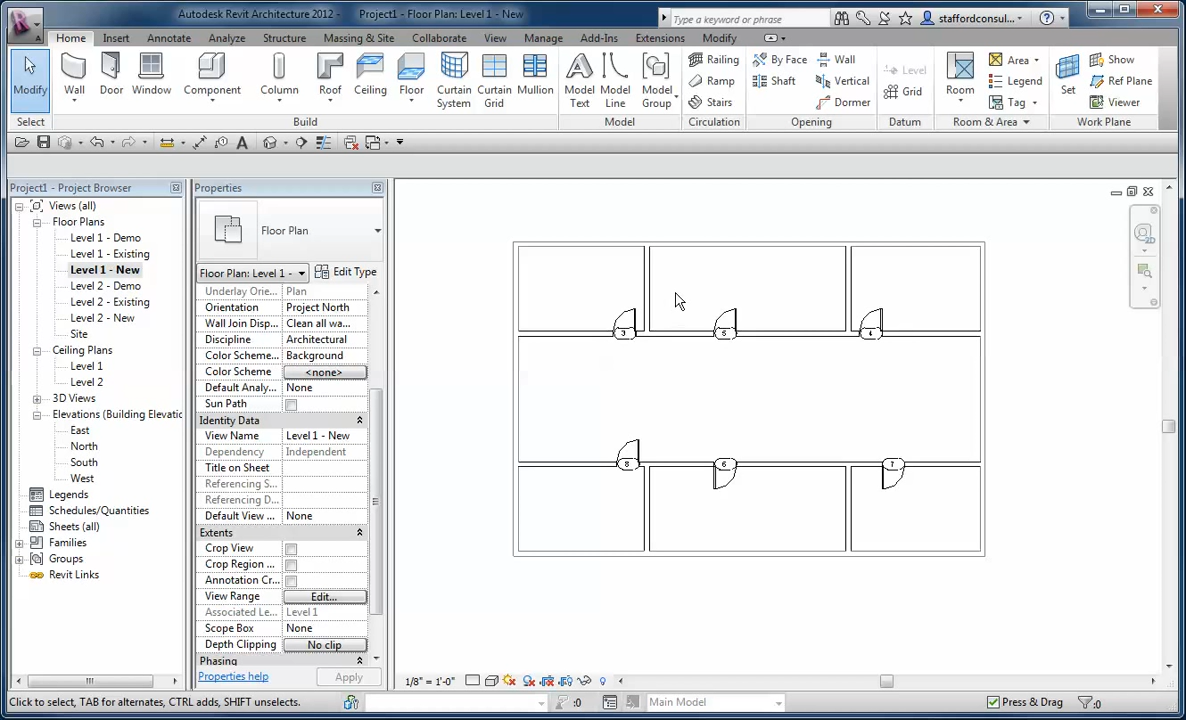 Autodesk Revit Architecture 2012 - Project1 - Floor Plan: Level 1 - New
Type a keyword or phrase
staffordconsul...
Home Insert Annotate Analyze Structure Massing & Site Collaborate View Manage Add-Ins Extensions Modify
Modify Wall Door Window Component Column Roof Ceiling Floor Curtain System Curtain Grid Mullion Model Text Model Line Model Group
Railing
Ramp
Stairs
By Face Wall
Shaft Vertical
Dormer
Level
Grid
Room
Area
Legend
Tag
Set
Show
Ref Plane
Viewer
Select Build Model Circulation Opening Datum Room & Area Work Plane
Project1 - Project Browser
Views (all)
Floor Plans
Level 1 - Demo
Level 1 - Existing
Level 1 - New
Level 2 - Demo
Level 2 - Existing
Level 2 - New
Site
Ceiling Plans
Level 1
Level 2
3D Views
Elevations (Building Elevati
East
North
South
West
Legends
Schedules/Quantities
Sheets (all)
Families
Groups
Revit Links
Properties
Floor Plan
Floor Plan: Level 1 - Edit Type
Underlay Orie... Plan
Orientation Project North
Wall Join Disp... Clean all wa...
Discipline Architectural
Color Scheme... Background
Color Scheme <none>
Default Analy... None
Sun Path
Identity Data
View Name Level 1 - New
Dependency Independent
Title on Sheet
Referencing S...
Referencing D...
Default View ... None
Extents
Crop View
Crop Region ...
Annotation Cr...
View Range Edit...
Associated Le... Level 1
Scope Box None
Depth Clipping No clip
Phasing
Properties help Apply
3 5 4
8 6 7
1/8" = 1'-0"
Click to select, TAB for alternates, CTRL adds, SHIFT unselects.
:0
Main Model
Press & Drag
:0